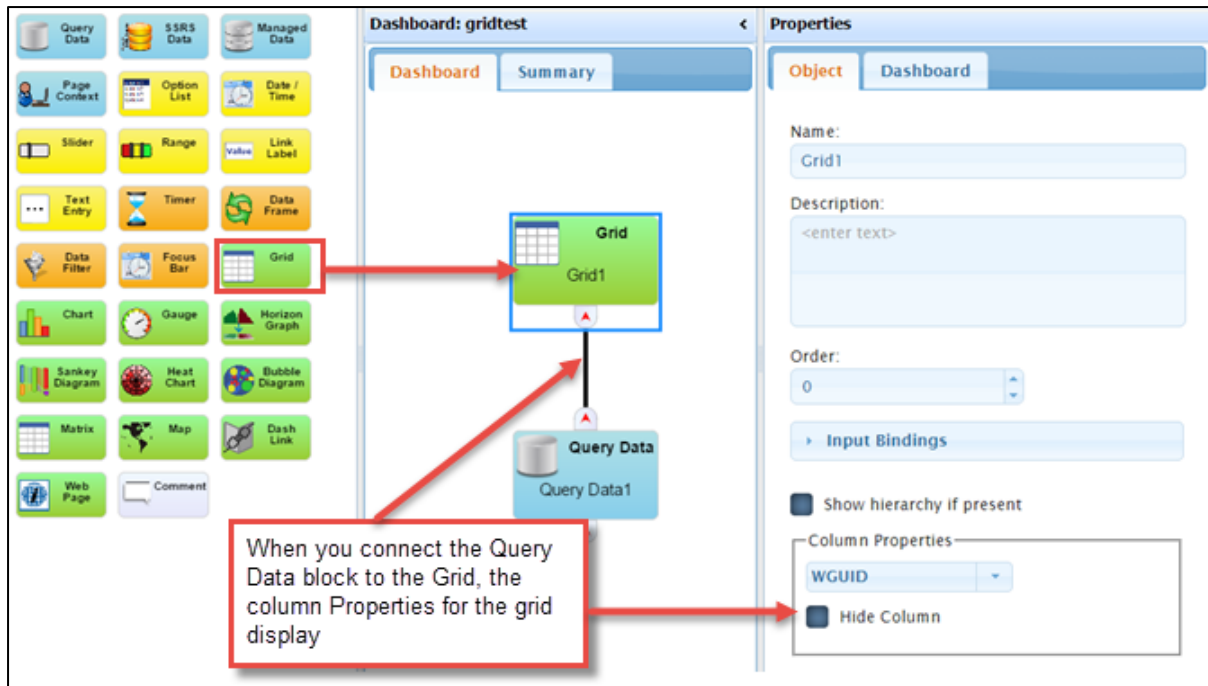 Query
Data
SSRS
Data
Managed
Data
Page
Context
Option
List
Date /
Time
Slider
Range
Value
Link
Label
Text
Entry
Timer
Data
Frame
Data
Filter
Focus
Bar
Grid
Chart
Gauge
Horizon
Graph
Sankey
Diagram
Heat
Chart
Bubble
Diagram
Matrix
Map
Dash
Link
Web
Page
Comment
Dashboard: gridtest
Dashboard
Summary
Grid
Grid1
Query Data
Query Data1
When you connect the Query
Data block to the Grid, the
column Properties for the grid
display
Properties
Object
Dashboard
Name:
Grid1
Description:
<enter text>
Order:
0
Input Bindings
Show hierarchy if present
Column Properties
WGUID
Hide Column